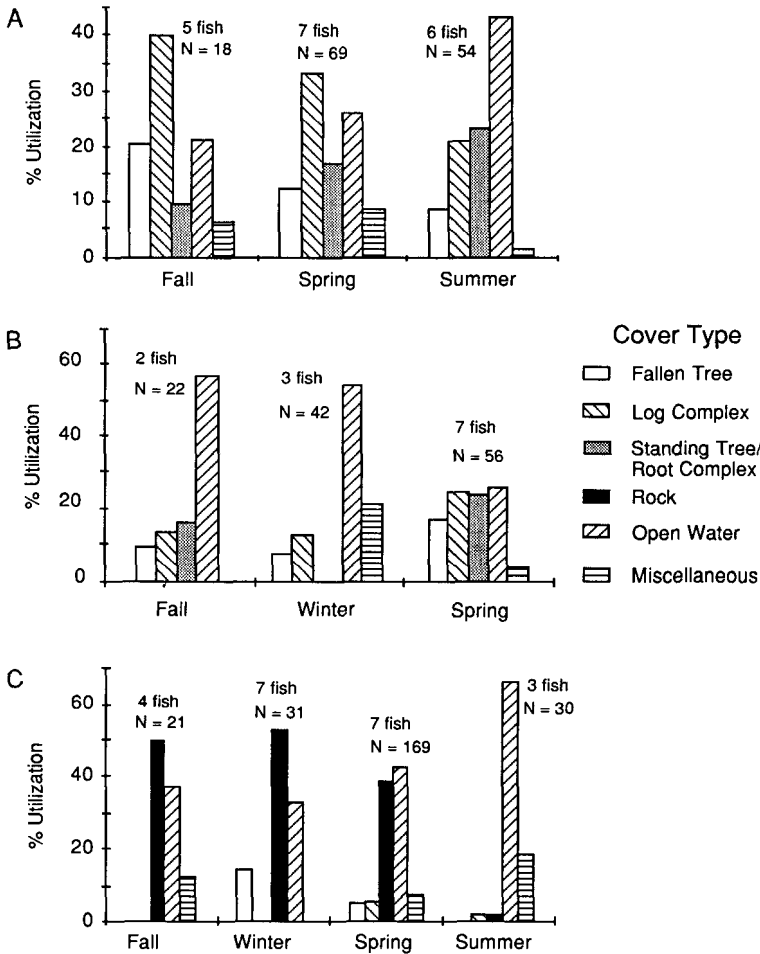 A
% Utilization
40
30
20
10
0
5 fish
N = 18
7 fish
N = 69
6 fish
N = 54
Fall
Spring
Summer
B
% Utilization
60
40
20
0
2 fish
N = 22
3 fish
N = 42
7 fish
N = 56
Fall
Winter
Spring
Cover Type
Fallen Tree
Log Complex
Standing Tree/
Root Complex
Rock
Open Water
Miscellaneous
C
% Utilization
60
40
20
0
4 fish
N = 21
7 fish
N = 31
7 fish
N = 169
3 fish
N = 30
Fall
Winter
Spring
Summer